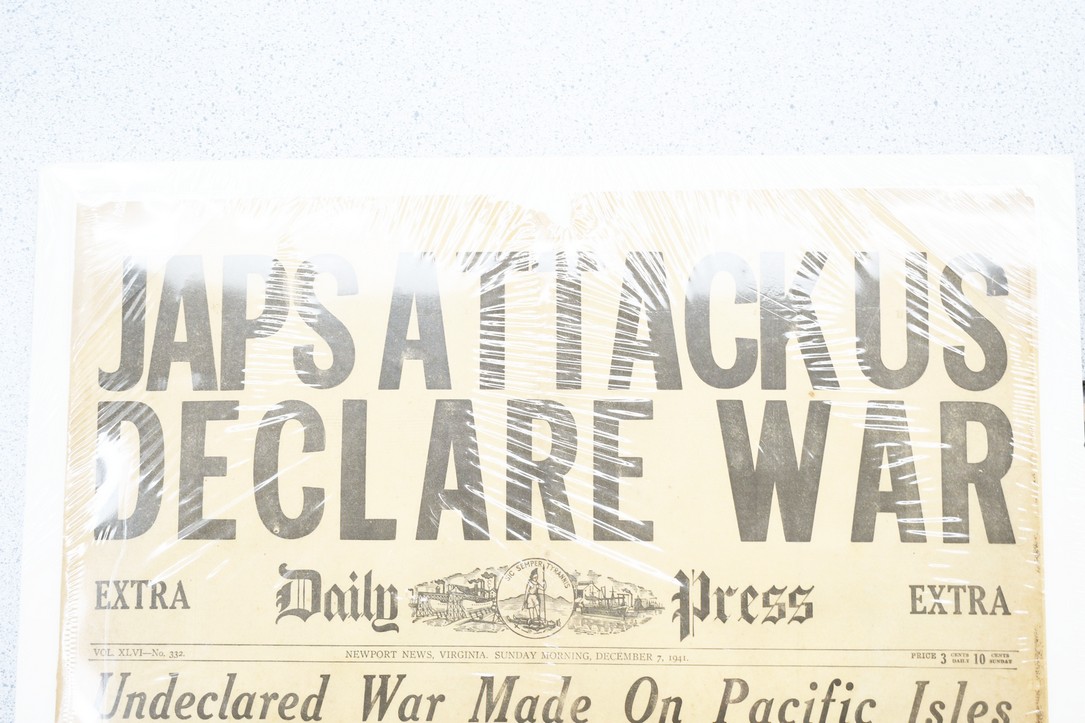 JAPS ATTACK US
DECLARE WAR
EXTRA Daily SIC SEMPER TYRANNIS Press EXTRA
VOL. XLVI—No. 332. NEWPORT NEWS, VIRGINIA. SUNDAY MORNING, DECEMBER 7, 1941. PRICE 3 CENTS DAILY 10 CENTS SUNDAY
Undeclared War Made On Pacific Isles